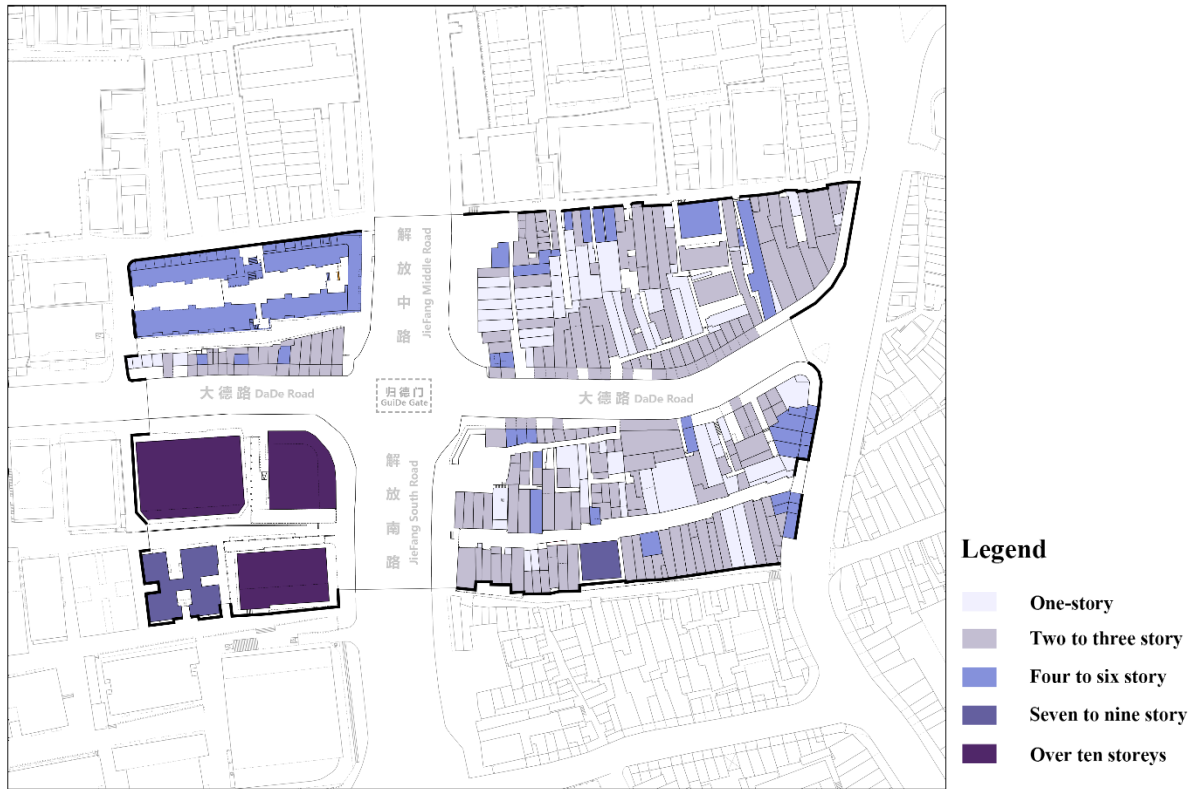 解放中路
JieFang Middle Road
大德路 DaDe Road
归德门
GuiDe Gate
大德路 DaDe Road
解放南路
JieFang South Road
Legend
One-story
Two to three story
Four to six story
Seven to nine story
Over ten storeys